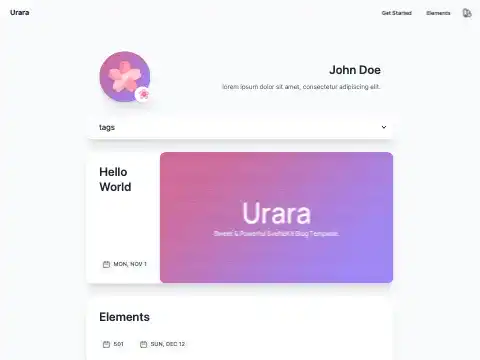 Urara
Get Started
Elements
John Doe
lorem ipsum dolor sit amet, consectetur adipiscing elit.
tags
Hello
World
MON, NOV 1
Urara
Sweet & Powerful SvelteKit Blog Template.
Elements
501
SUN, DEC 12